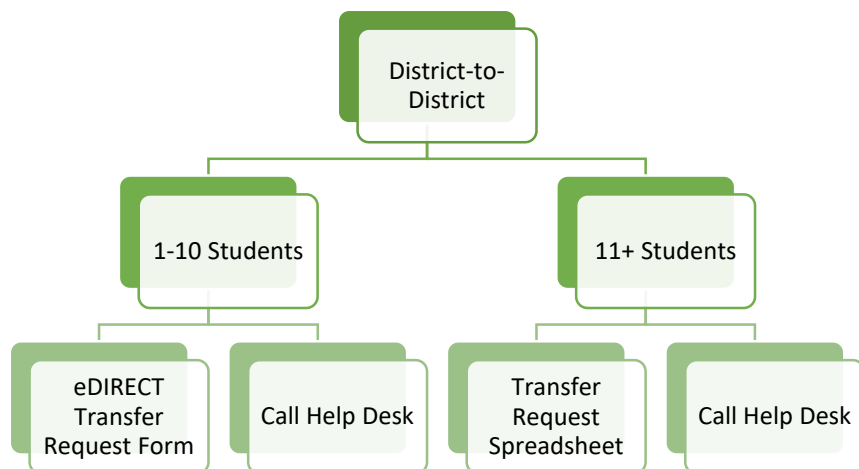 District-to-
District
1-10 Students
11+ Students
eDIRECT
Transfer
Request Form
Call Help Desk
Transfer
Request
Spreadsheet
Call Help Desk